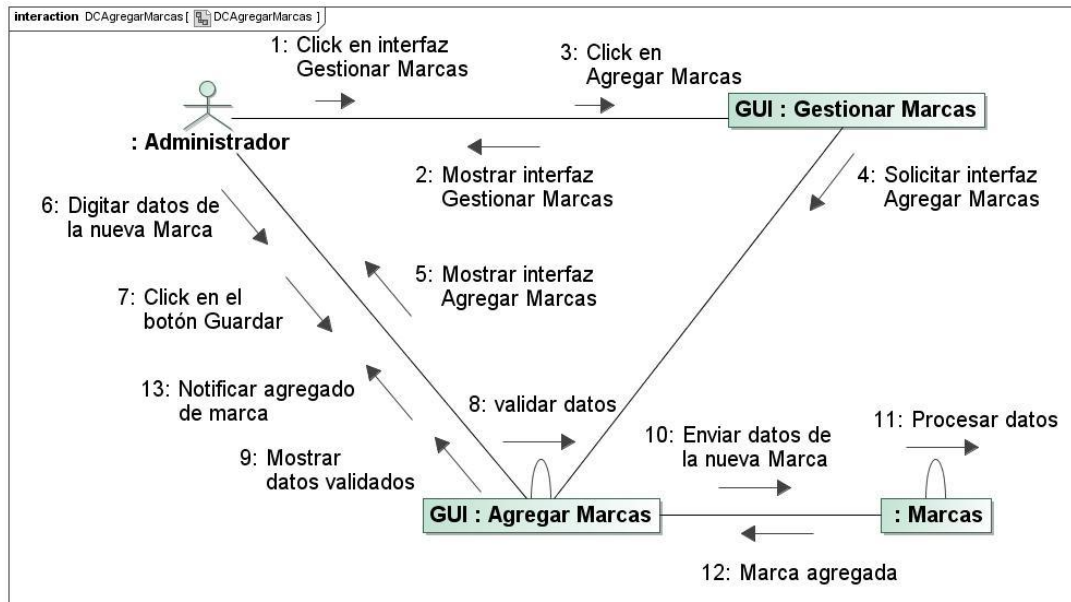 interaction DCAgregarMarcas [ DCAgregarMarcas ]
1: Click en interfaz
Gestionar Marcas
3: Click en
Agregar Marcas
GUI : Gestionar Marcas
: Administrador
2: Mostrar interfaz
Gestionar Marcas
4: Solicitar interfaz
Agregar Marcas
6: Digitar datos de
la nueva Marca
5: Mostrar interfaz
Agregar Marcas
7: Click en el
botón Guardar
13: Notificar agregado
de marca
8: validar datos
11: Procesar datos
10: Enviar datos de
la nueva Marca
9: Mostrar
datos validados
GUI : Agregar Marcas
: Marcas
12: Marca agregada